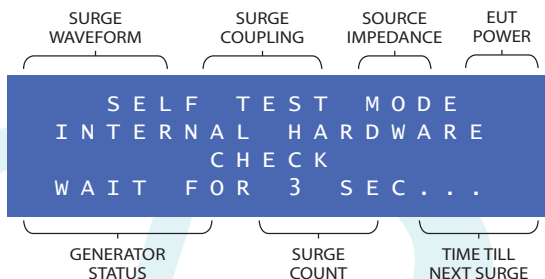 SURGE WAVEFORM
SURGE COUPLING
SOURCE IMPEDANCE
EUT POWER
SELF TEST MODE
INTERNAL HARDWARE
CHECK
WAIT FOR 3 SEC...
GENERATOR STATUS
SURGE COUNT
TIME TILL NEXT SURGE